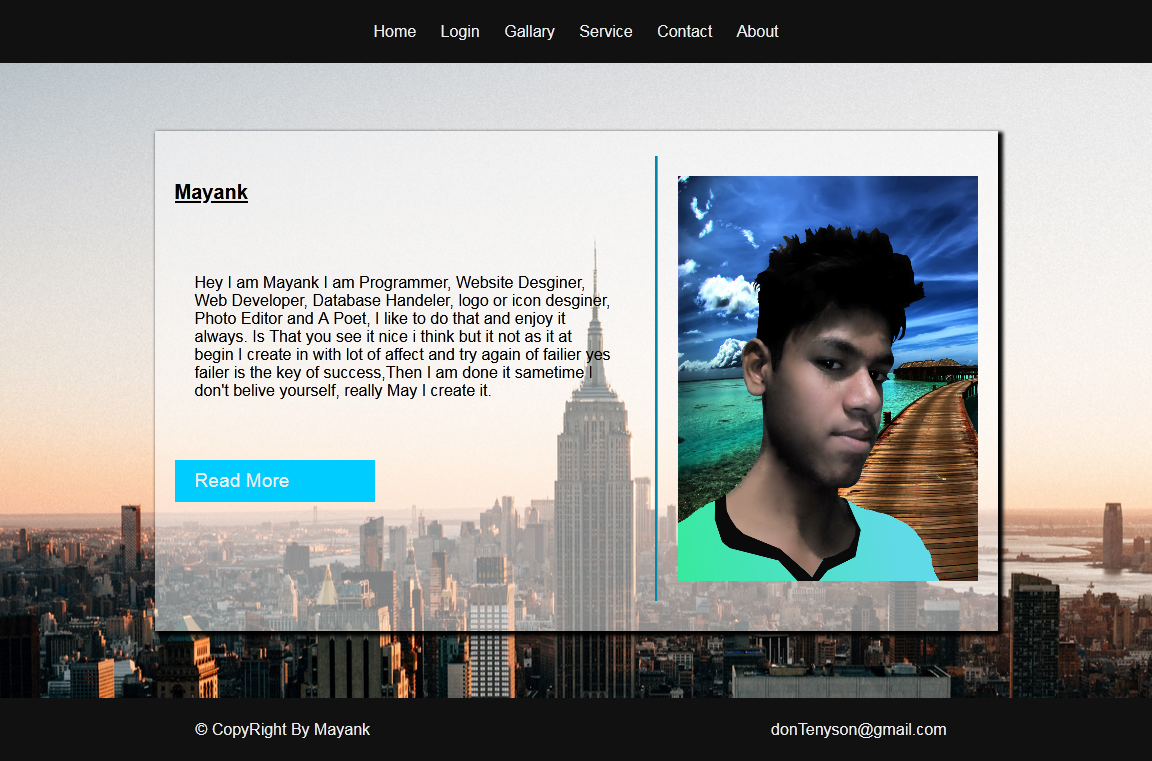 Home Login Gallary Service Contact About
Mayank
Hey I am Mayank I am Programmer, Website Desginer,
Web Developer, Database Handeler, logo or icon desginer,
Photo Editor and A Poet, I like to do that and enjoy it
always. Is That you see it nice i think but it not as it at
begin I create in with lot of affect and try again of failier yes
failer is the key of success,Then I am done it sametime I
don't belive yourself, really May I create it.
Read More
© CopyRight By Mayank donTenyson@gmail.com